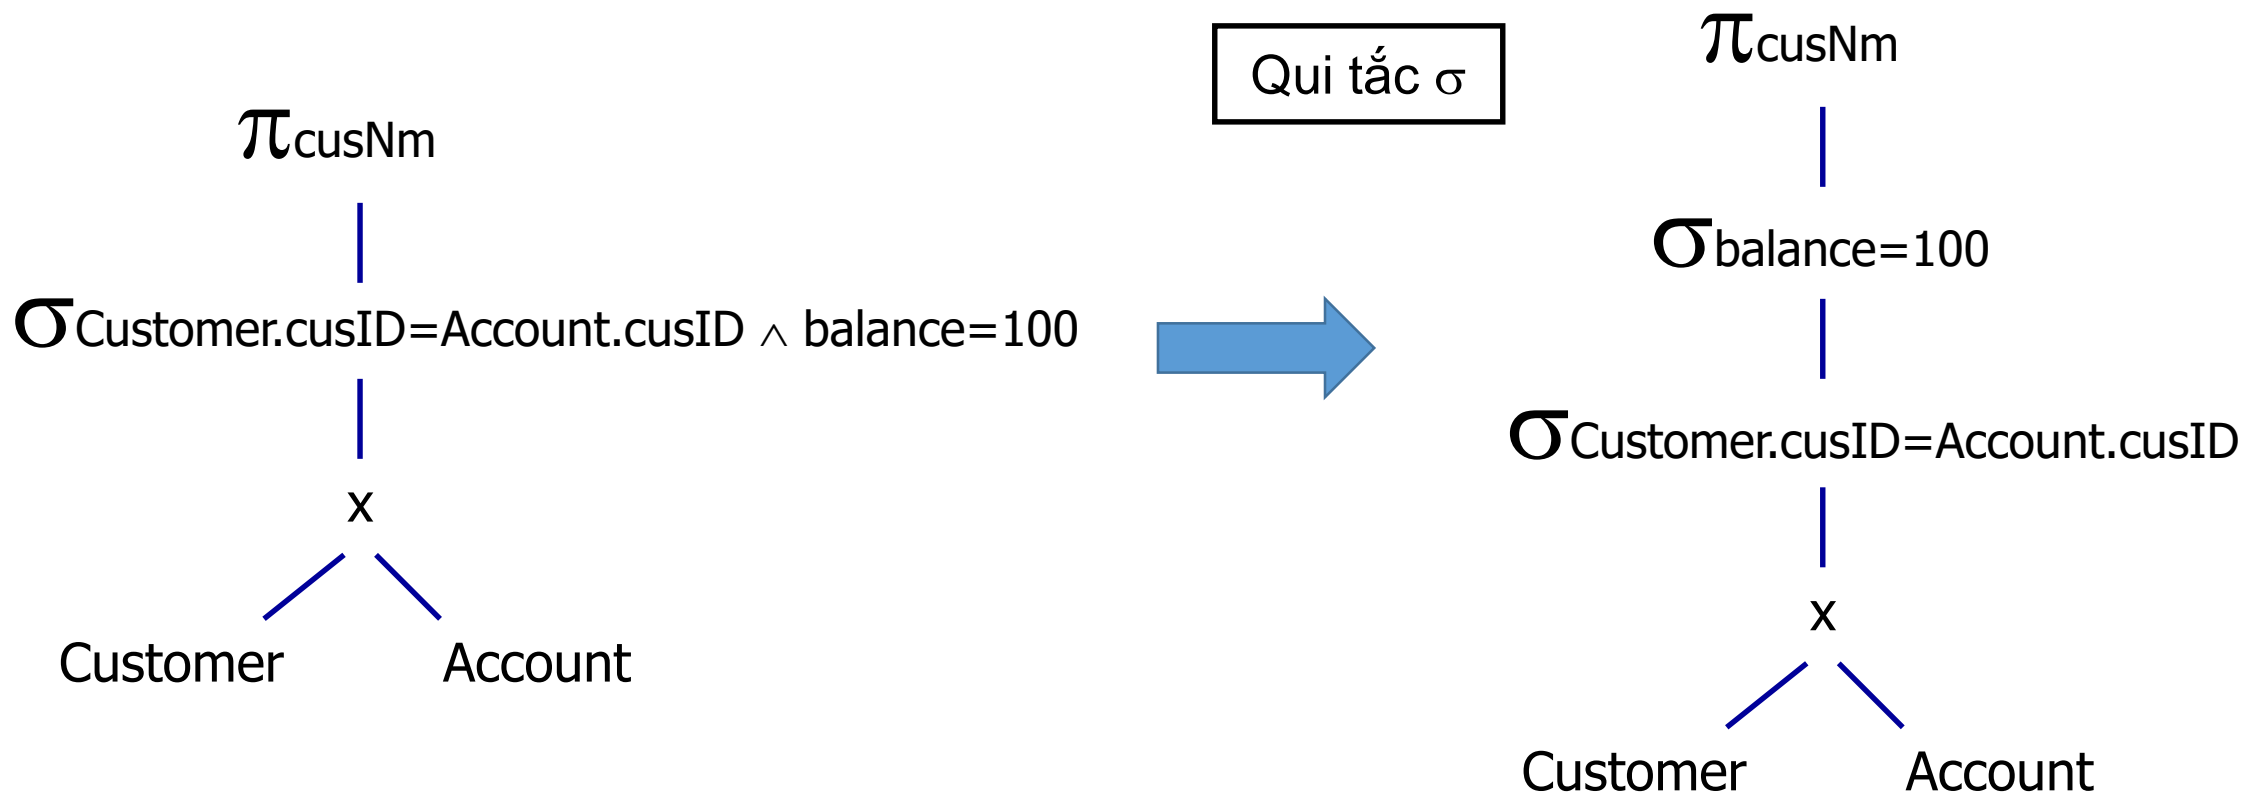 πcusNm
σCustomer.cusID=Account.cusID ∧ balance=100
x
Customer Account
Qui tắc σ
πcusNm
σbalance=100
σCustomer.cusID=Account.cusID
x
Customer Account